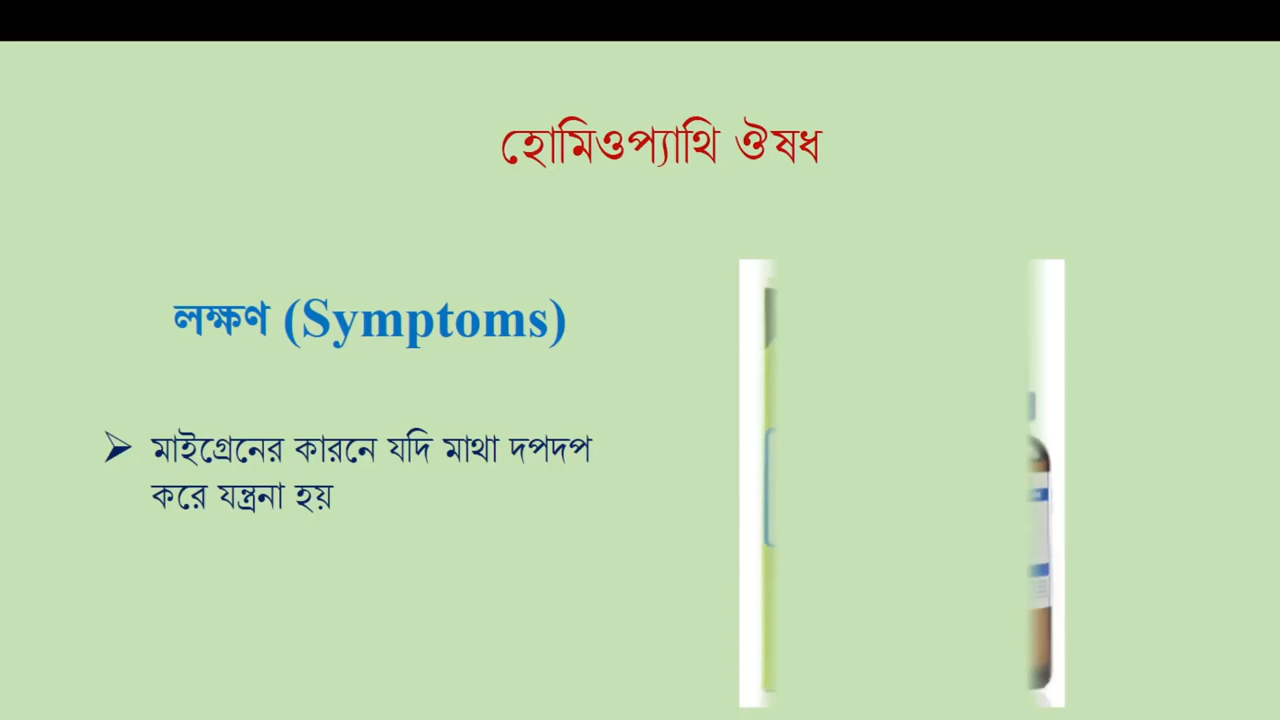 হোমিওপ্যাথি ঔষধ
লক্ষণ (Symptoms)
➢ মাইগ্রেনের কারনে যদি মাথা দপদপ
করে যন্ত্রনা হয়